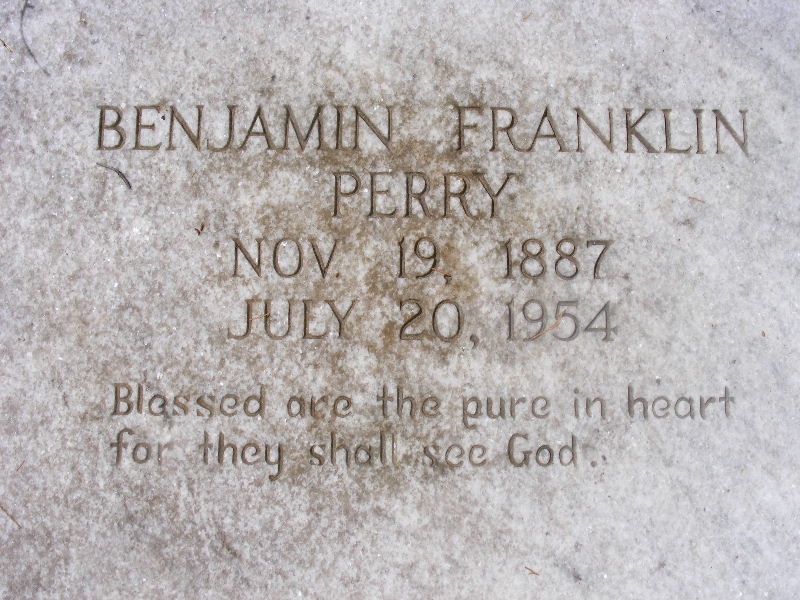 BENJAMIN FRANKLIN
PERRY
NOV. 19, 1887
JULY 20, 1954
Blessed are the pure in heart
for they shall see God.